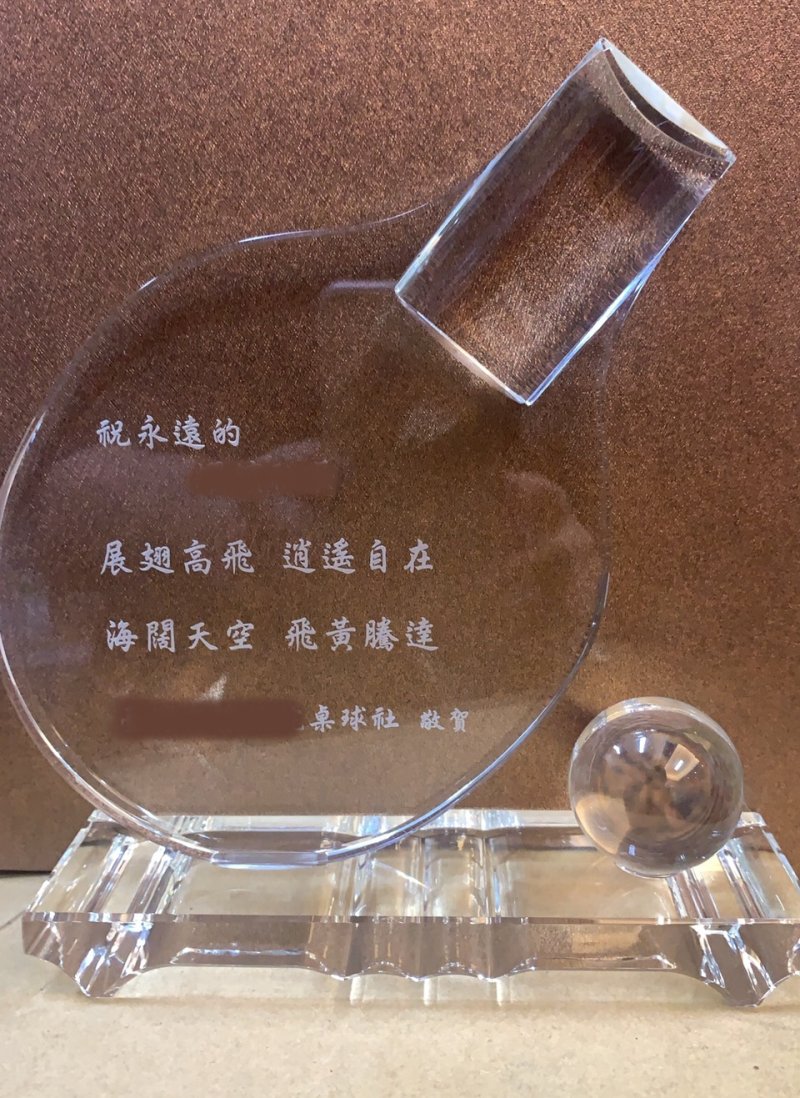 祝永遠的
展翅高飛 逍遙自在
海闊天空 飛黃騰達
桌球社 敬賀